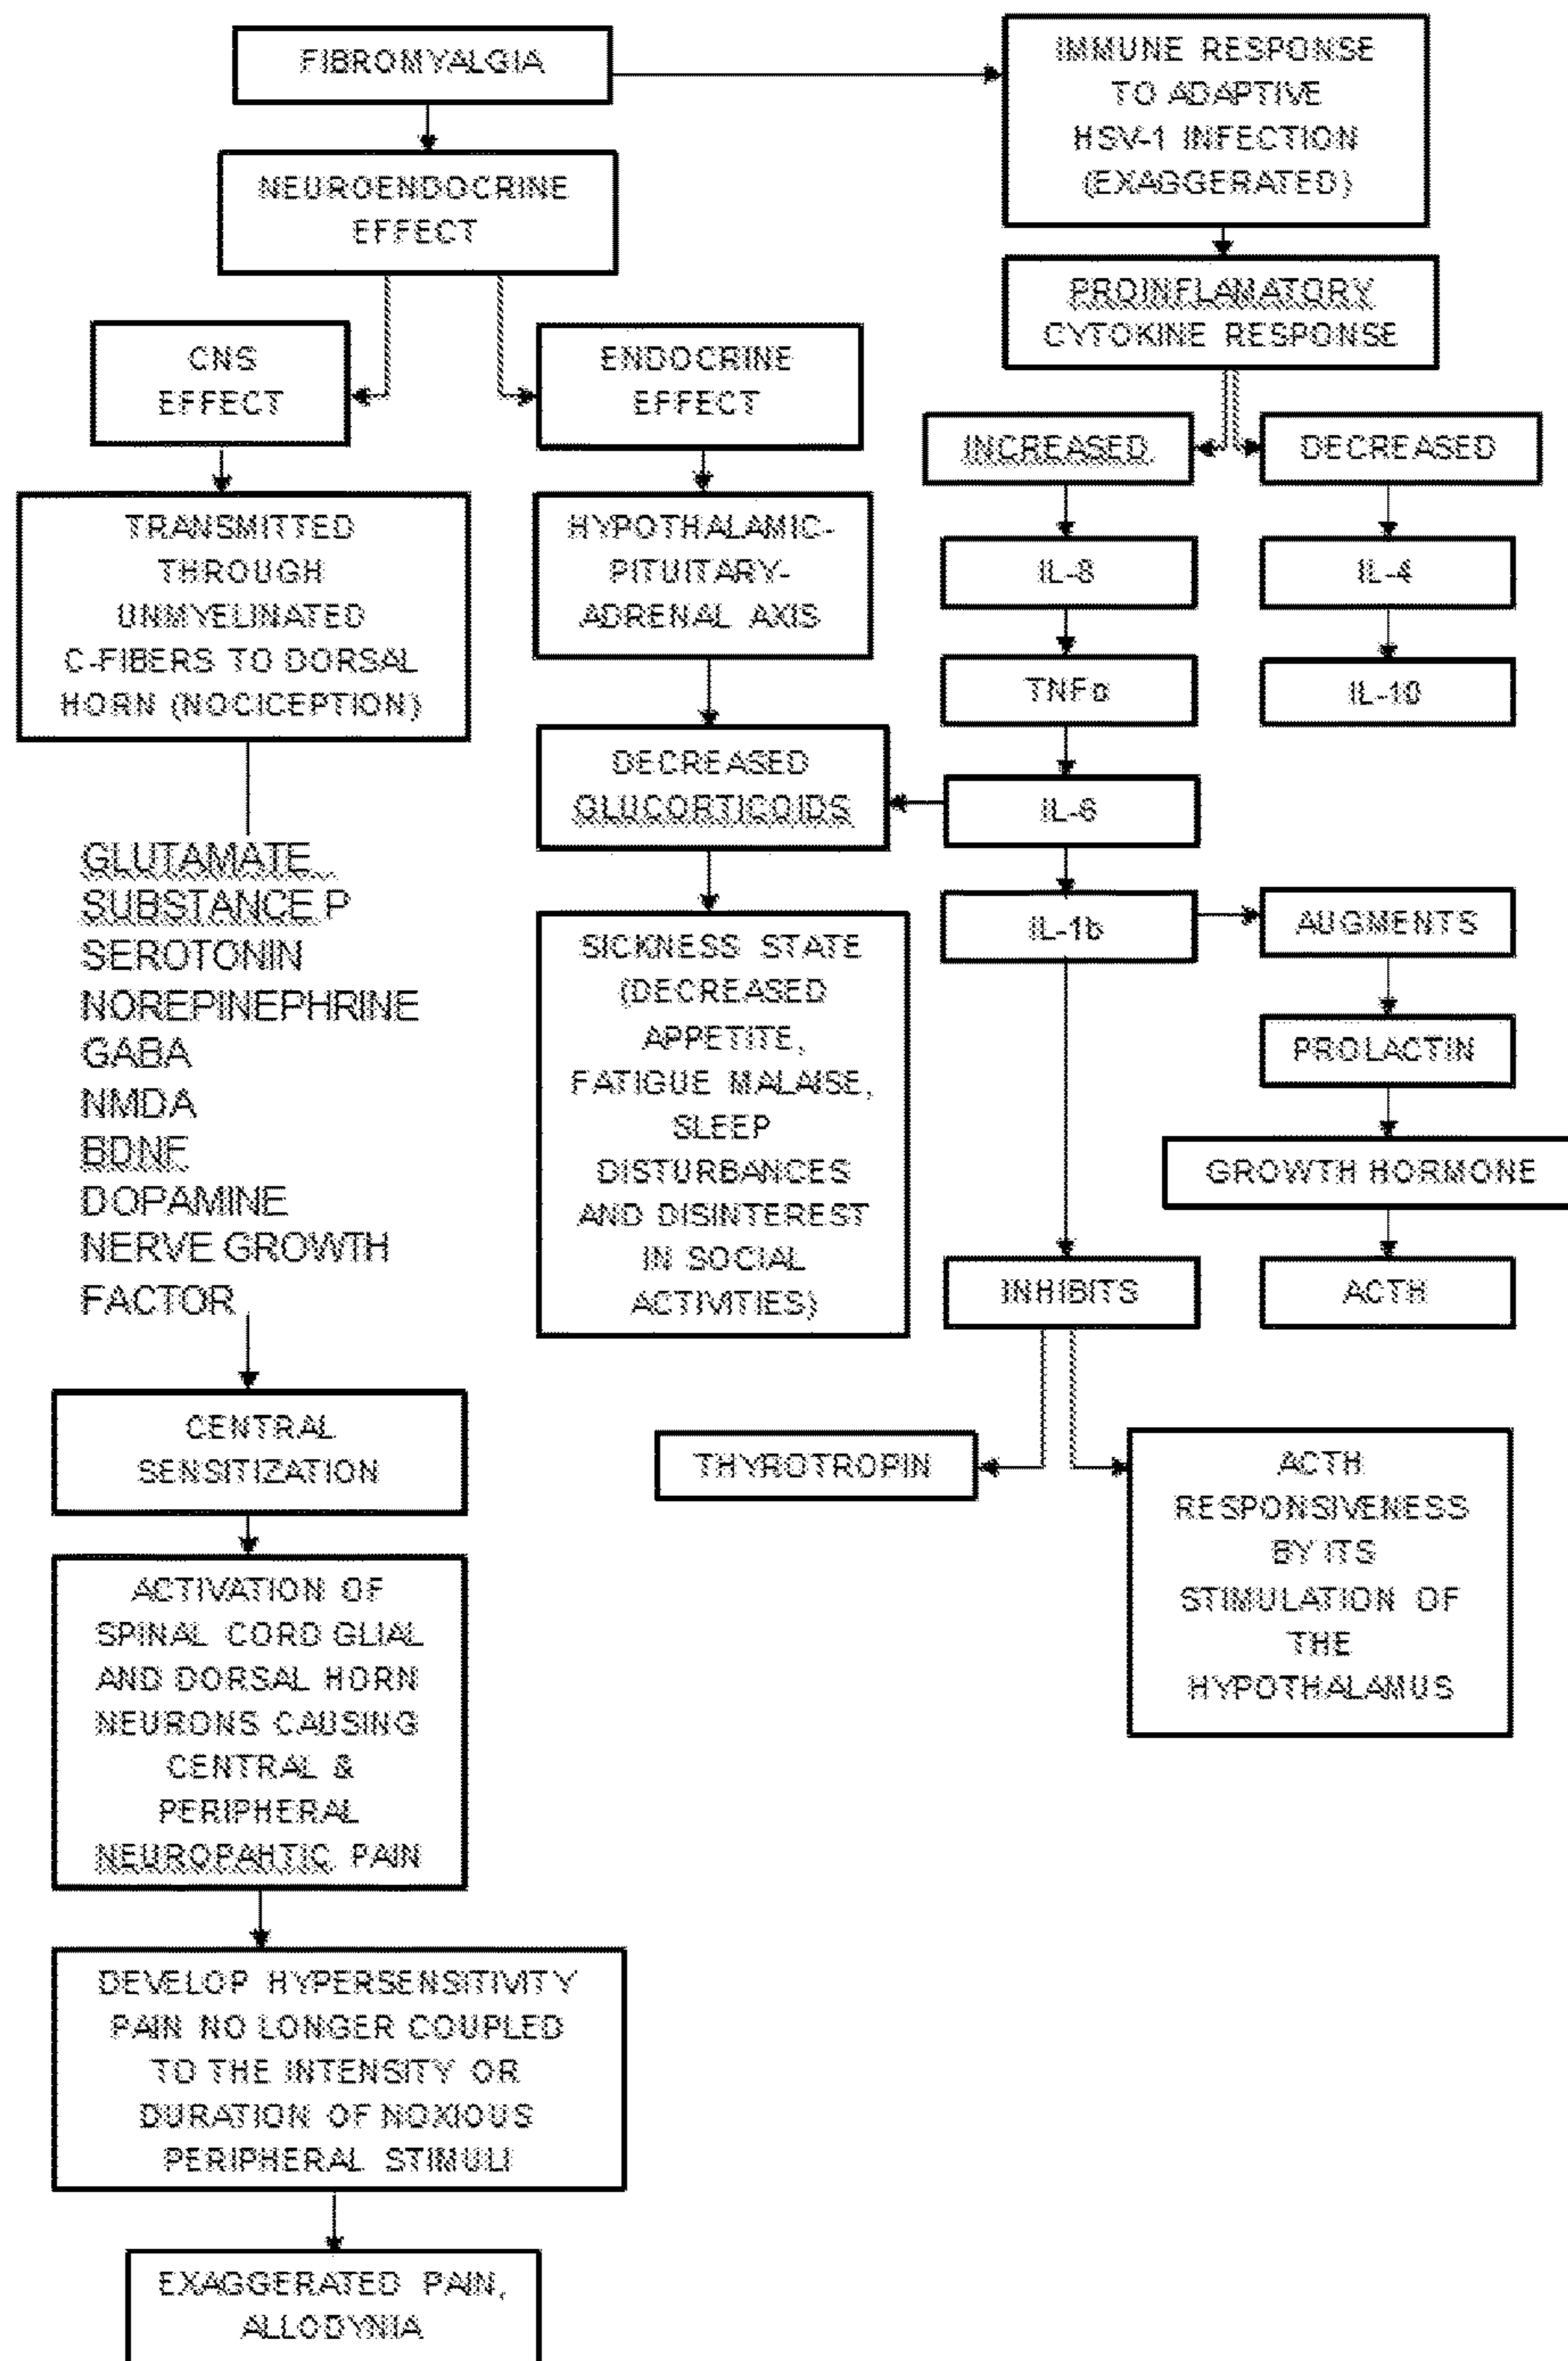 FIBROMYALGIA
NEUROENDOCRINE
EFFECT
CNS
EFFECT
TRANSMITTED
THROUGH
UNMYELINATED
C-FIBERS TO DORSAL
HORN (NOCICEPTION)
GLUTAMATE
SUBSTANCE P
SEROTONIN
NOREPINEPHRINE
GABA
NMDA
BDNF
DOPAMINE
NERVE GROWTH
FACTOR
CENTRAL
SENSITIZATION
ACTIVATION OF
SPINAL CORD GLIAL
AND DORSAL HORN
NEURONS CAUSING
CENTRAL &
PERIPHERAL
NEUROPAHTIC PAIN
DEVELOP HYPERSENSITIVITY
PAIN NO LONGER COUPLED
TO THE INTENSITY OR
DURATION OF NOXIOUS
PERIPHERAL STIMULI
EXAGGERATED PAIN,
ALLODYNIA
ENDOCRINE
EFFECT
HYPOTHALAMIC-
PITUITARY-
ADRENAL AXIS
DECREASED
GLUCORTICOIDS
SICKNESS STATE
(DECREASED
APPETITE,
FATIGUE MALAISE,
SLEEP
DISTURBANCES
AND DISINTEREST
IN SOCIAL
ACTIVITIES)
IMMUNE RESPONSE
TO ADAPTIVE
HSV-1 INFECTION
(EXAGGERATED)
PROINFLAMATORY
CYTOKINE RESPONSE
INCREASED
IL-8
TNFα
IL-6
IL-1b
INHIBITS
THYROTROPIN
ACTH
RESPONSIVENESS
BY ITS
STIMULATION OF
THE
HYPOTHALAMUS
DECREASED
IL-4
IL-10
AUGMENTS
PROLACTIN
GROWTH HORMONE
ACTH